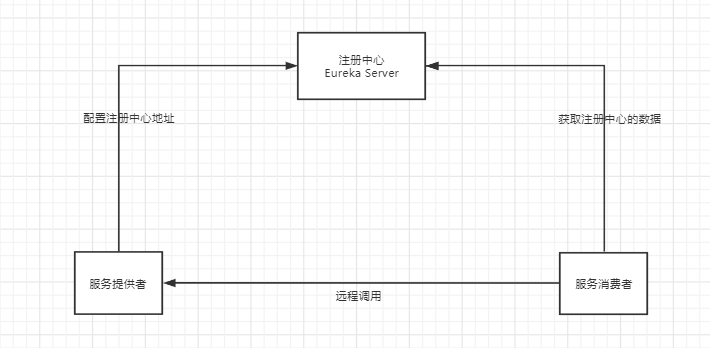 注册中心
Eureka Server
配置注册中心地址
获取注册中心的数据
服务提供者
服务消费者
远程调用